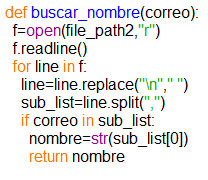 def buscar_nombre(correo):
  f=open(file_path2,"r")
  f.readline()
  for line in f:
    line=line.replace("\n"," ")
    sub_list=line.split(",")
    if correo in sub_list:
      nombre=str(sub_list[0])
      return nombre